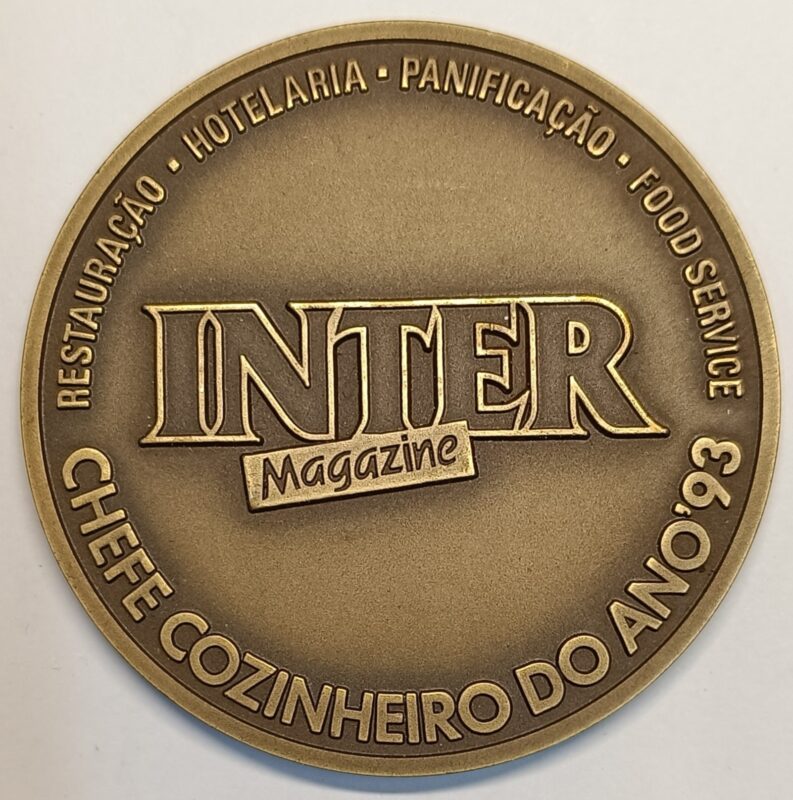 RESTAURAÇÃO · HOTELARIA · PANIFICAÇÃO · FOOD SERVICE
INTER
Magazine
CHEFE COZINHEIRO DO ANO'93